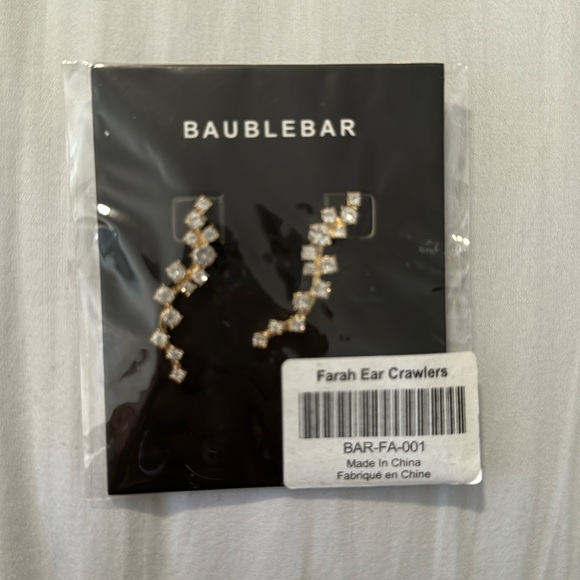 BAUBLEBAR
Farah Ear Crawlers
BAR-FA-001
Made In China
Fabriqué en Chine